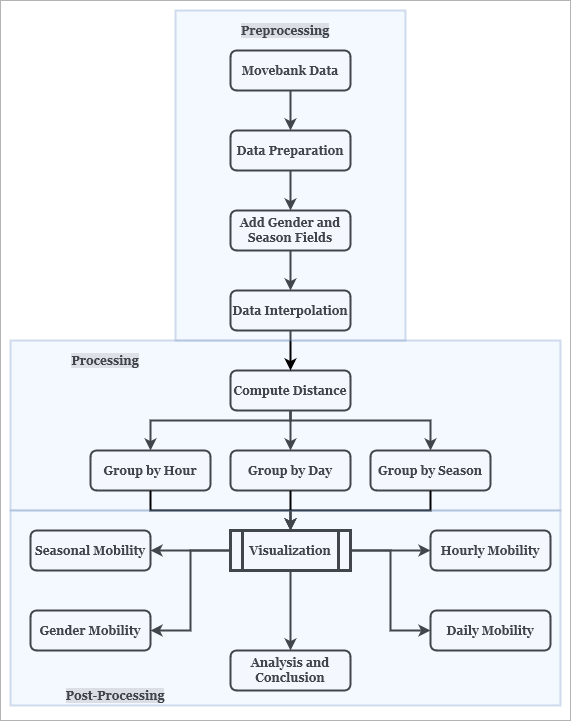 Preprocessing
Movebank Data
Data Preparation
Add Gender and
Season Fields
Data Interpolation
Processing
Compute Distance
Group by Hour
Group by Day
Group by Season
Seasonal Mobility
Visualization
Hourly Mobility
Gender Mobility
Daily Mobility
Analysis and
Conclusion
Post-Processing